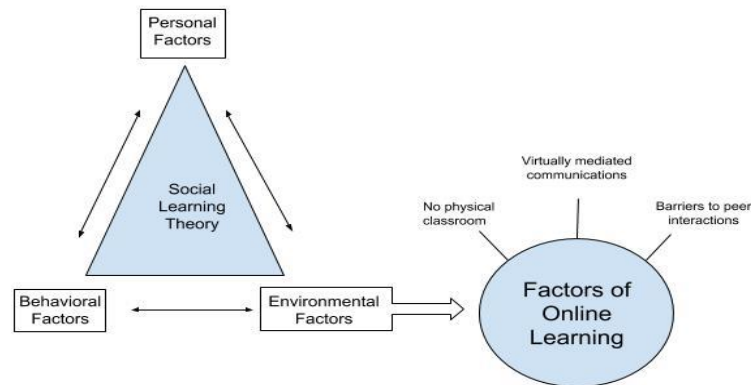 Personal
Factors
Social
Learning
Theory
Behavioral
Factors
Environmental
Factors
No physical
classroom
Virtually mediated
communications
Barriers to peer
interactions
Factors of
Online
Learning